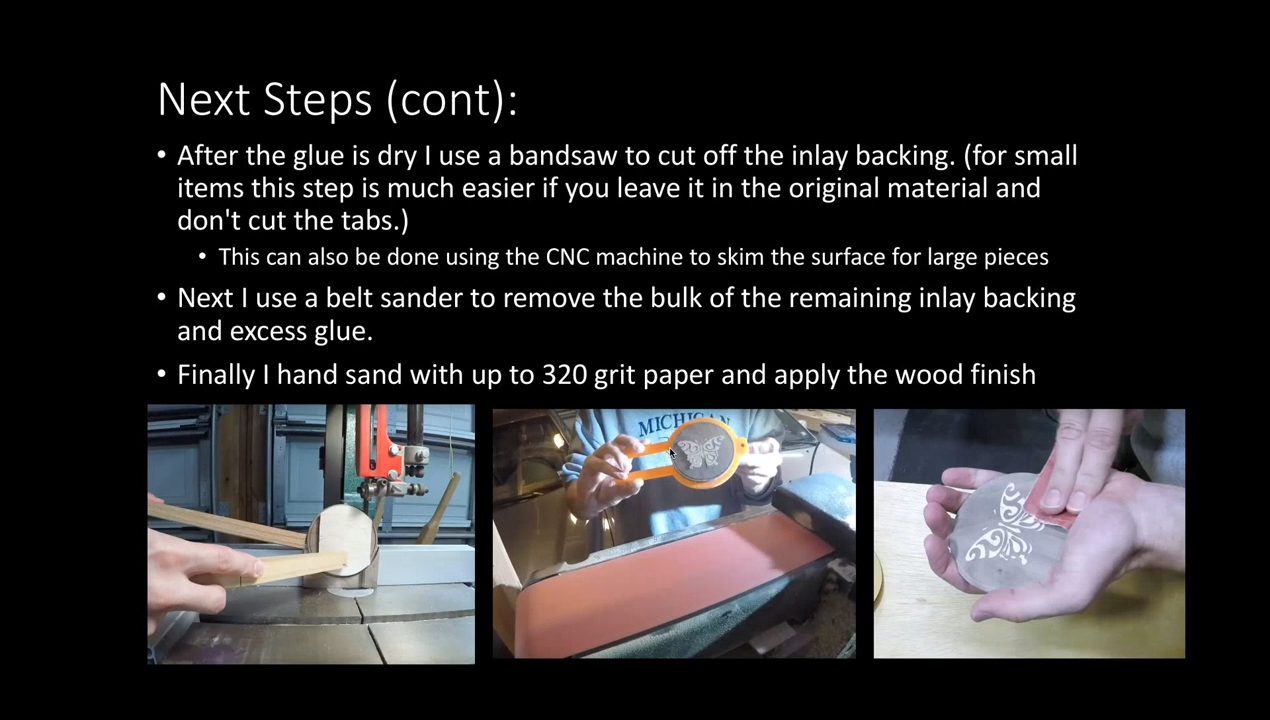 Next Steps (cont):
• After the glue is dry I use a bandsaw to cut off the inlay backing. (for small
items this step is much easier if you leave it in the original material and
don't cut the tabs.)
• This can also be done using the CNC machine to skim the surface for large pieces
• Next I use a belt sander to remove the bulk of the remaining inlay backing
and excess glue.
• Finally I hand sand with up to 320 grit paper and apply the wood finish
MICHIGAN